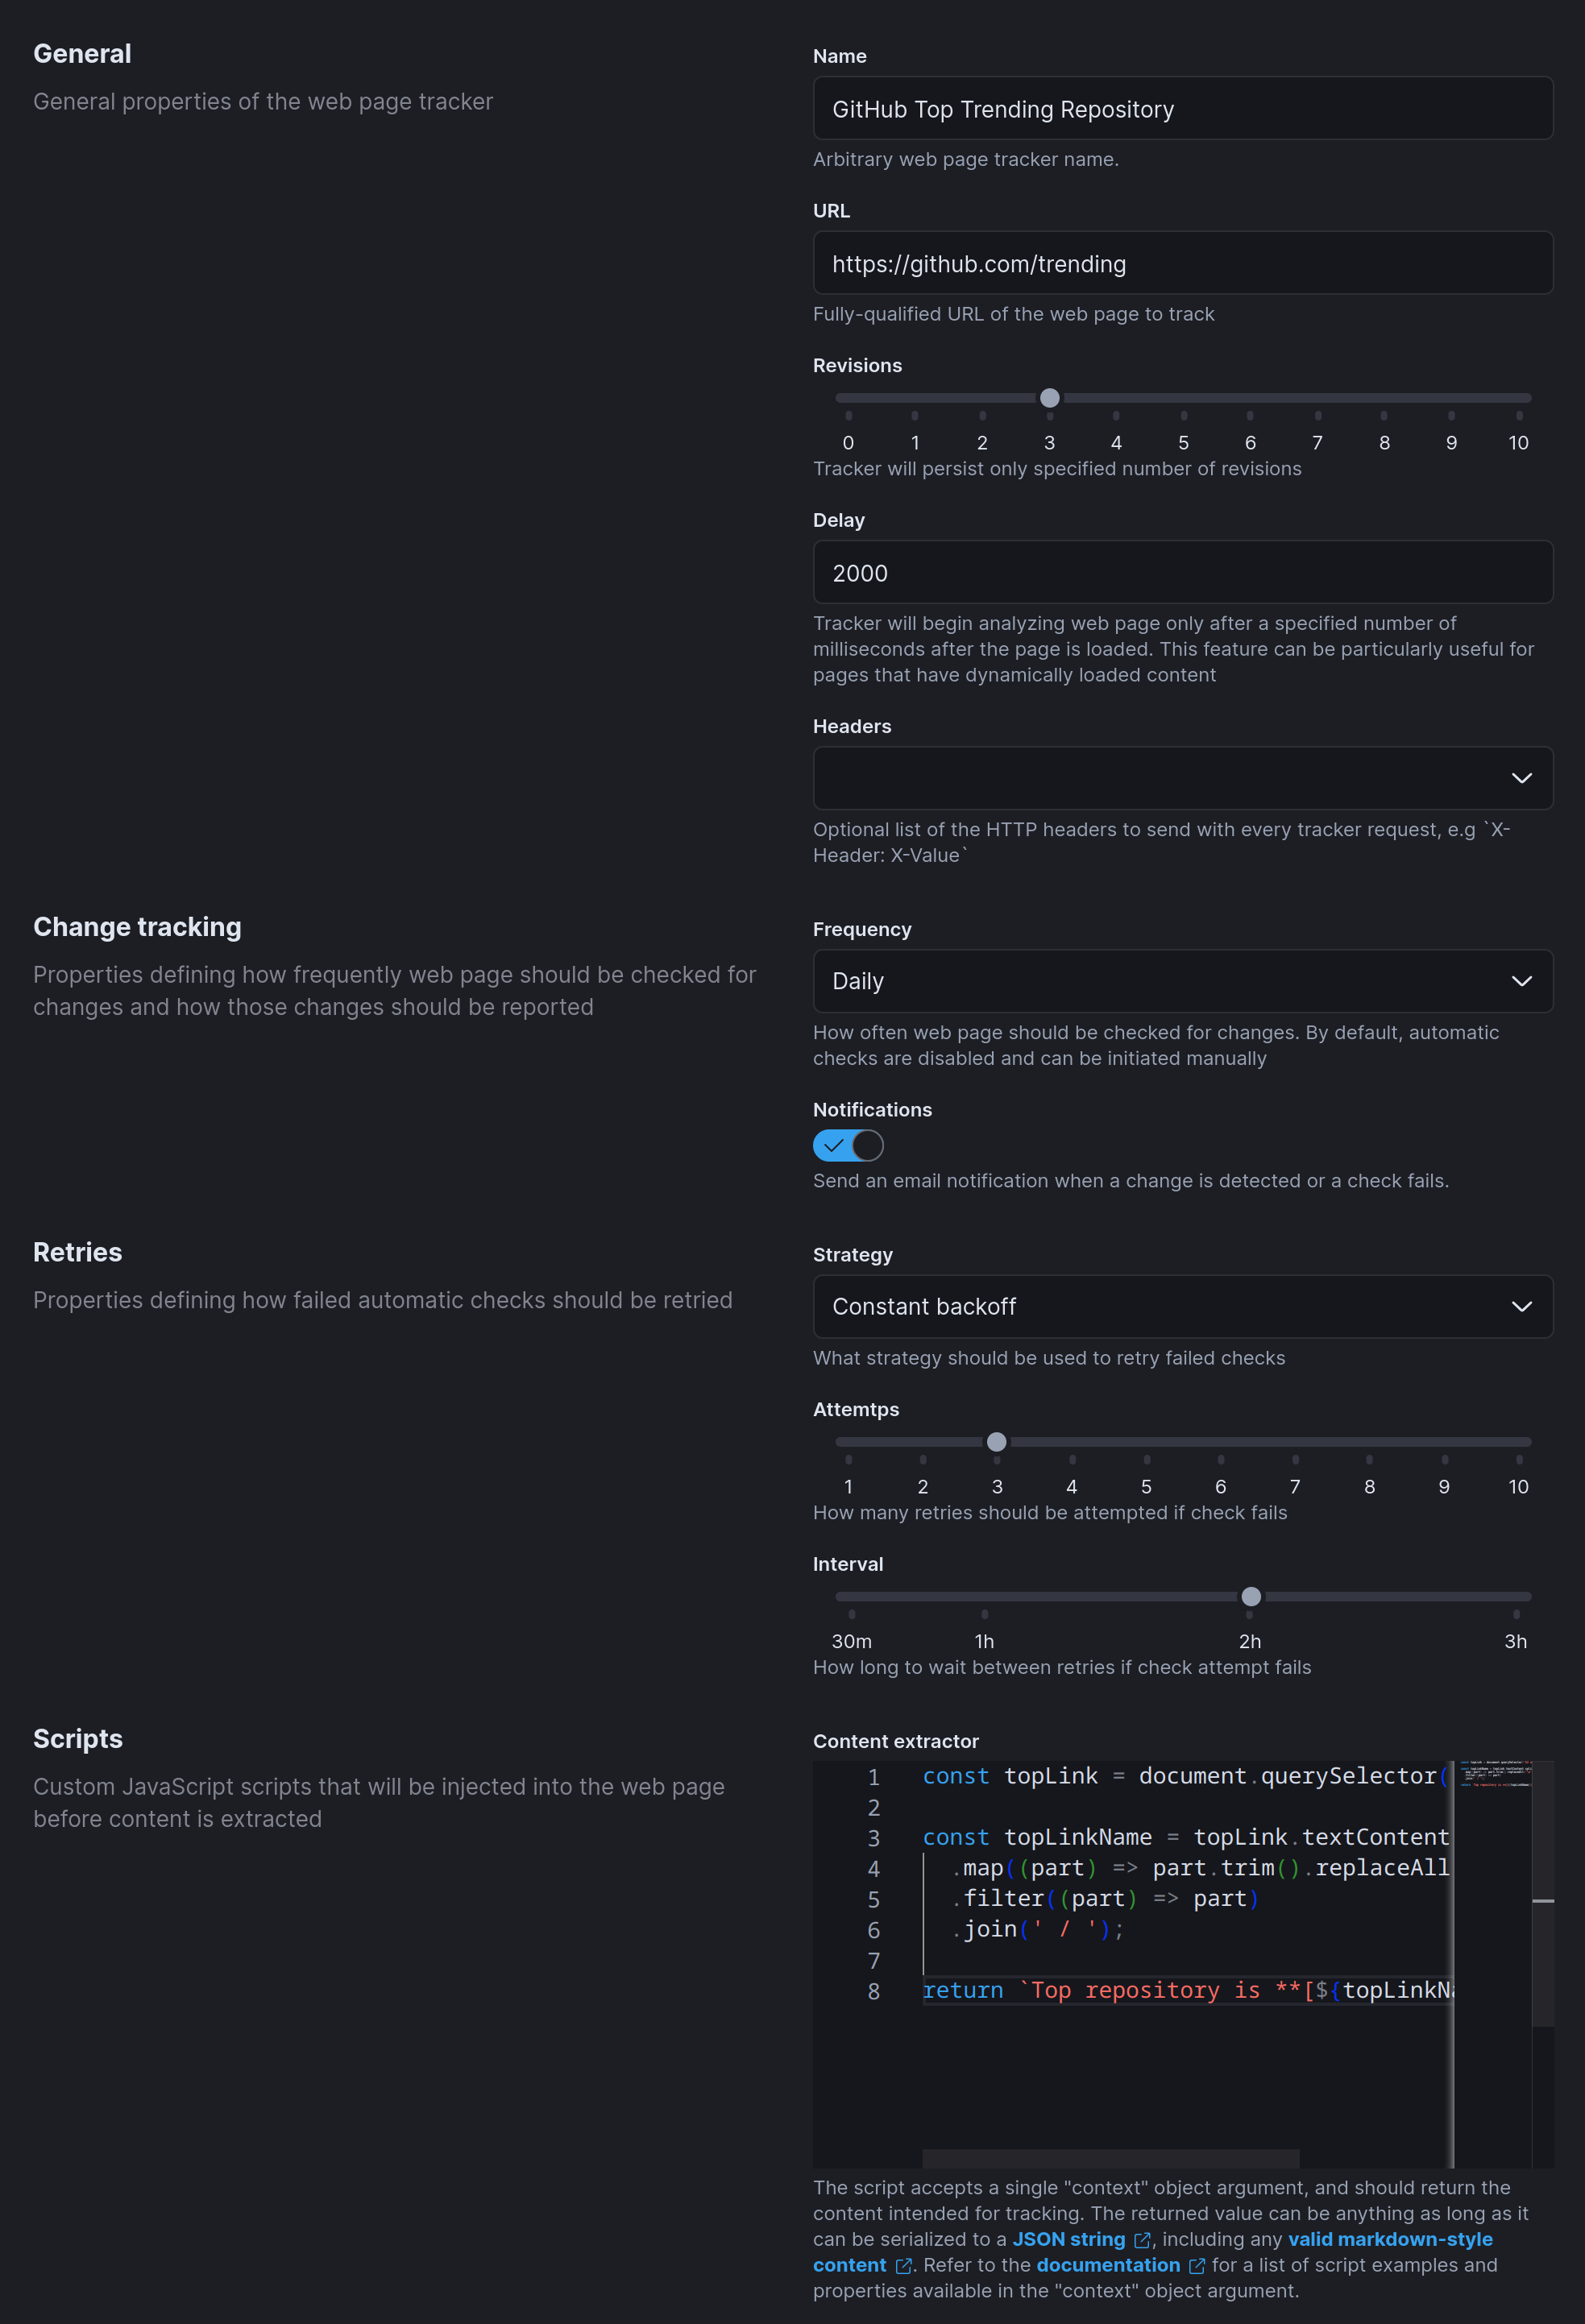 General
General properties of the web page tracker
Name
GitHub Top Trending Repository
Arbitrary web page tracker name.
URL
https://github.com/trending
Fully-qualified URL of the web page to track
Revisions
0 1 2 3 4 5 6 7 8 9 10
Tracker will persist only specified number of revisions
Delay
2000
Tracker will begin analyzing web page only after a specified number of
milliseconds after the page is loaded. This feature can be particularly useful for
pages that have dynamically loaded content
Headers
Optional list of the HTTP headers to send with every tracker request, e.g `X-
Header: X-Value`
Change tracking
Properties defining how frequently web page should be checked for
changes and how those changes should be reported
Frequency
Daily
How often web page should be checked for changes. By default, automatic
checks are disabled and can be initiated manually
Notifications
Send an email notification when a change is detected or a check fails.
Retries
Properties defining how failed automatic checks should be retried
Strategy
Constant backoff
What strategy should be used to retry failed checks
Attemtps
1 2 3 4 5 6 7 8 9 10
How many retries should be attempted if check fails
Interval
30m 1h 2h 3h
How long to wait between retries if check attempt fails
Scripts
Custom JavaScript scripts that will be injected into the web page
before content is extracted
Content extractor
1 const topLink = document.querySelector(
2
3 const topLinkName = topLink.textContent
4 .map((part) => part.trim().replaceAll
5 .filter((part) => part)
6 .join(' / ');
7
8 return `Top repository is **[${topLinkNa
The script accepts a single "context" object argument, and should return the
content intended for tracking. The returned value can be anything as long as it
can be serialized to a JSON string, including any valid markdown-style
content. Refer to the documentation for a list of script examples and
properties available in the "context" object argument.